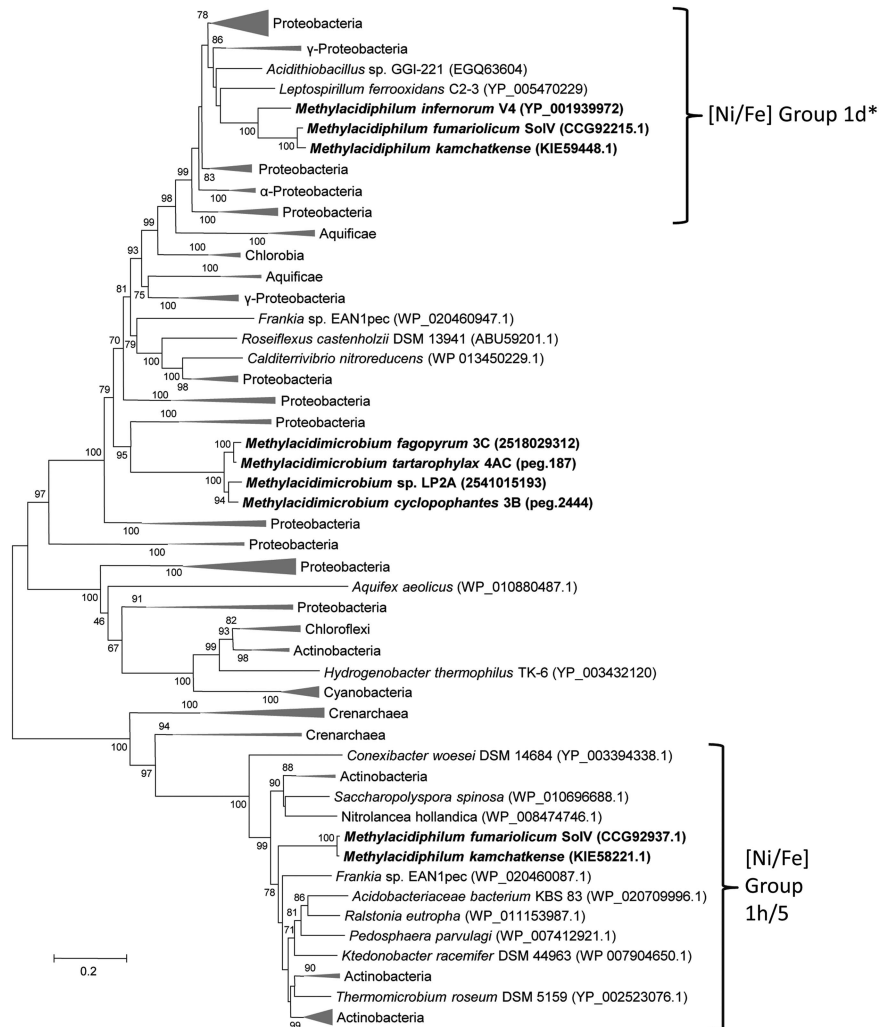 78
Proteobacteria
86
γ-Proteobacteria
Acidithiobacillus sp. GGI-221 (EGQ63604)
Leptospirillum ferrooxidans C2-3 (YP_005470229)
Methylacidiphilum infernorum V4 (YP_001939972)
100
Methylacidiphilum fumariolicum SolV (CCG92215.1)
100
Methylacidiphilum kamchatkense (KIE59448.1)
[Ni/Fe] Group 1d*
Proteobacteria
83
99
α-Proteobacteria
100
98
Proteobacteria
100
99
100
Aquificae
93
100
Chlorobia
100
Aquificae
81
75
γ-Proteobacteria
100
70
Frankia sp. EAN1pec (WP_020460947.1)
79
Roseiflexus castenholzii DSM 13941 (ABU59201.1)
100
Calditerrivibrio nitroreducens (WP 013450229.1)
79
100
Proteobacteria
98
100
Proteobacteria
100
Proteobacteria
100
Methylacidimicrobium fagopyrum 3C (2518029312)
100
95
Methylacidimicrobium tartarophylax 4AC (peg.187)
100
Methylacidimicrobium sp. LP2A (2541015193)
97
94
Methylacidimicrobium cyclopophantes 3B (peg.2444)
Proteobacteria
100
Proteobacteria
100
100
Proteobacteria
100
Aquifex aeolicus (WP_010880487.1)
91
Proteobacteria
46
82
Chloroflexi
93
67
99
Actinobacteria
98
Hydrogenobacter thermophilus TK-6 (YP_003432120)
100
Cyanobacteria
100
100
Crenarchaea
94
Crenarchaea
100
97
Conexibacter woesei DSM 14684 (YP_003394338.1)
88
Actinobacteria
90
Saccharopolyspora spinosa (WP_010696688.1)
100
Nitrolancea hollandica (WP_008474746.1)
100
Methylacidiphilum fumariolicum SolV (CCG92937.1)
99
Methylacidiphilum kamchatkense (KIE58221.1)
Frankia sp. EAN1pec (WP_020460087.1)
78
[Ni/Fe]
Group
1h/5
86
Acidobacteriaceae bacterium KBS 83 (WP_020709996.1)
81
Ralstonia eutropha (WP_011153987.1)
71
Pedosphaera parvulagi (WP_007412921.1)
Ktedonobacter racemifer DSM 44963 (WP 007904650.1)
0.2
90
Actinobacteria
Thermomicrobium roseum DSM 5159 (YP_002523076.1)
Actinobacteria
99